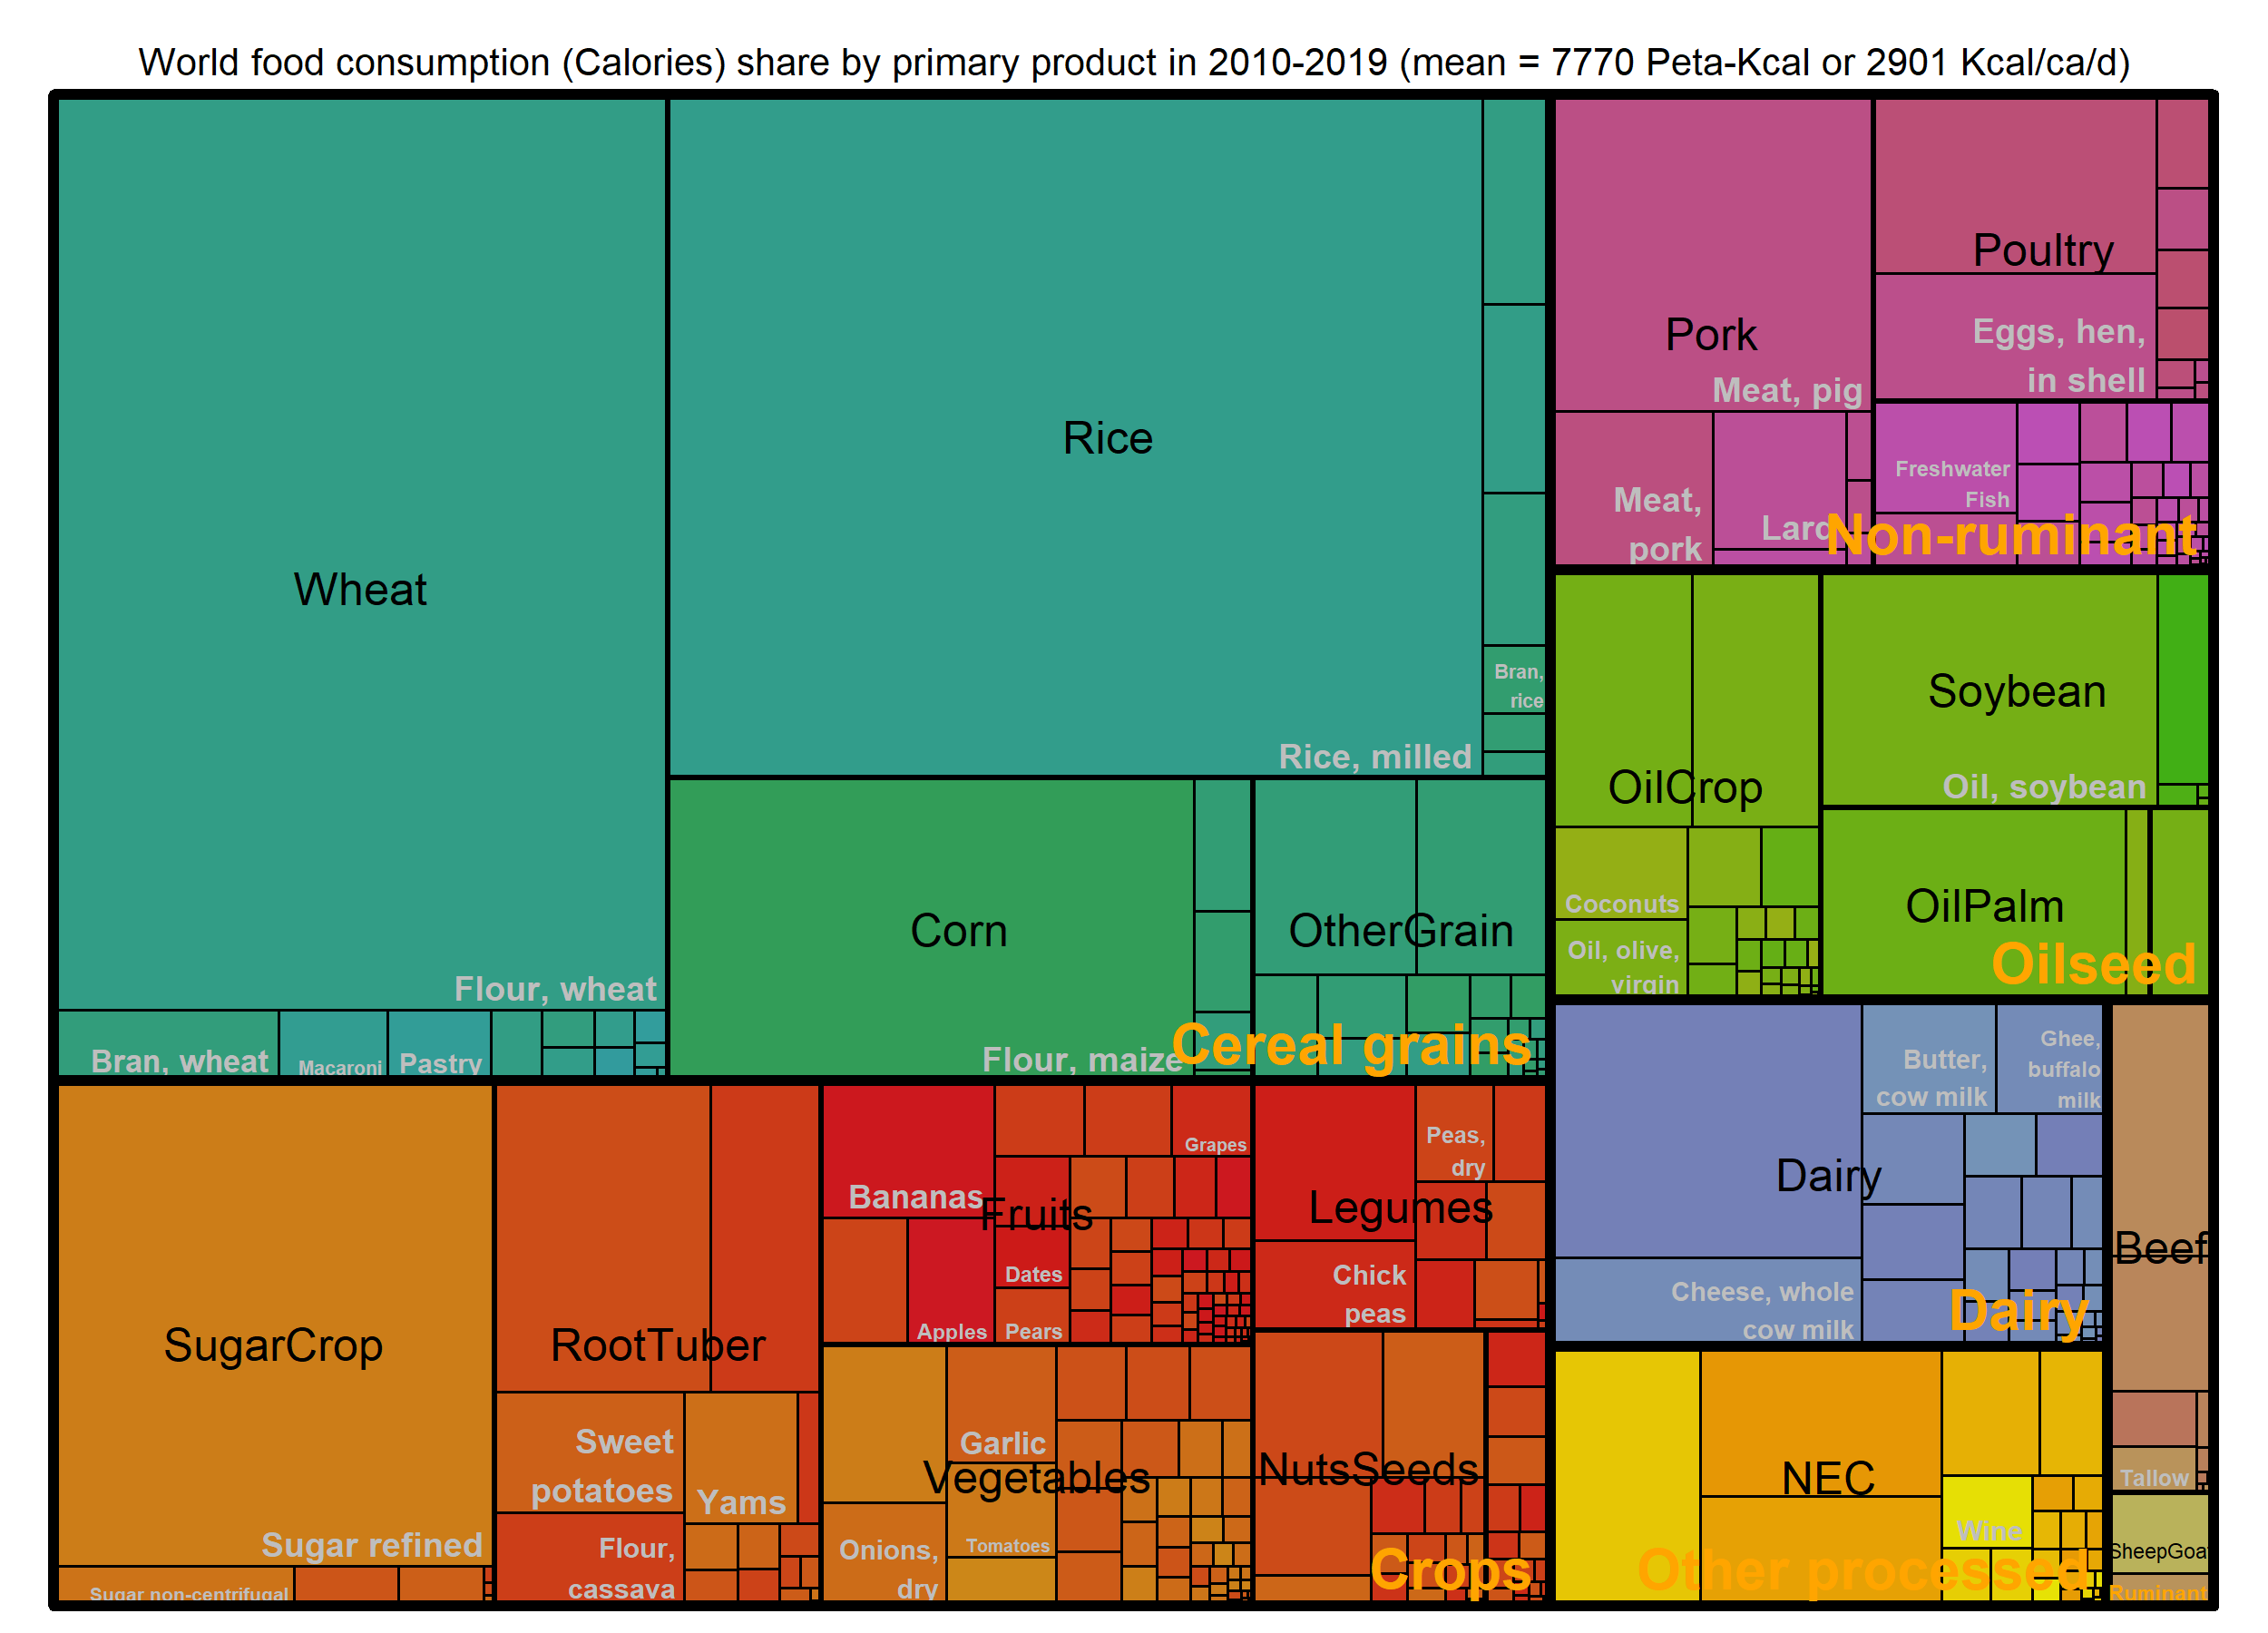 World food consumption (Calories) share by primary product in 2010-2019 (mean = 7770 Peta-Kcal or 2901 Kcal/ca/d)
Wheat
Flour, wheat
Bran, wheat
Macaroni
Pastry
Rice
Bran,
rice
Rice, milled
Corn
Flour, maize
OtherGrain
Cereal grains
Pork
Meat, pig
Meat,
pork
Lard
Poultry
Eggs, hen,
in shell
Freshwater
Fish
Non-ruminant
OilCrop
Coconuts
Oil, olive,
virgin
Soybean
Oil, soybean
OilPalm
Oilseed
SugarCrop
Sugar refined
Sugar non-centrifugal
RootTuber
Sweet
potatoes
Yams
Flour,
cassava
Bananas
Grapes
Fruits
Dates
Apples
Pears
Garlic
Vegetables
Onions,
dry
Tomatoes
Legumes
Peas,
dry
Chick
peas
NutsSeeds
Crops
Dairy
Butter,
cow milk
Ghee,
buffalo
milk
Cheese, whole
cow milk
Dairy
Beef
Tallow
SheepGoat
Ruminant
NEC
Wine
Other processed